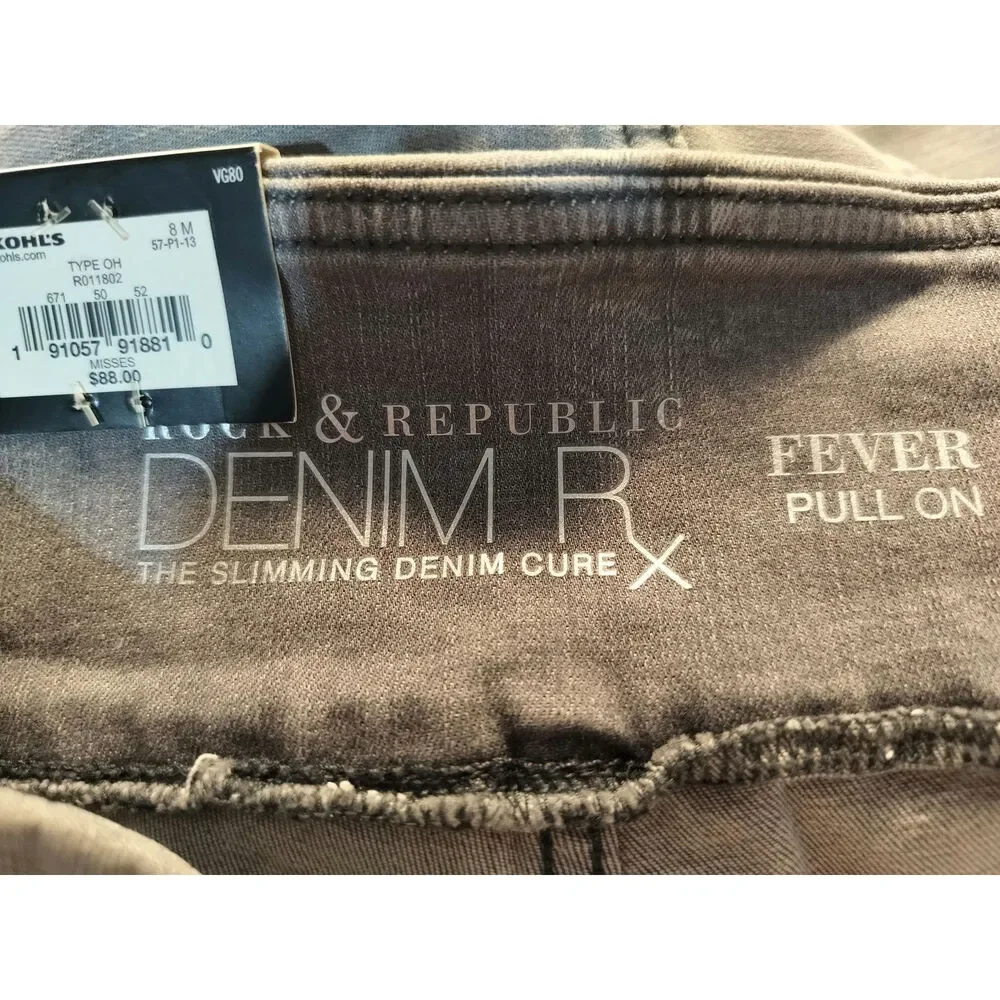 VG80
KOHL'S
ohls.com
8 M
57-P1-13
TYPE OH
R011802
671 50 52
1 91057 91881 0
MISSES
$88.00
ROCK & REPUBLIC
DENIM Rx
THE SLIMMING DENIM CURE
FEVER
PULL ON